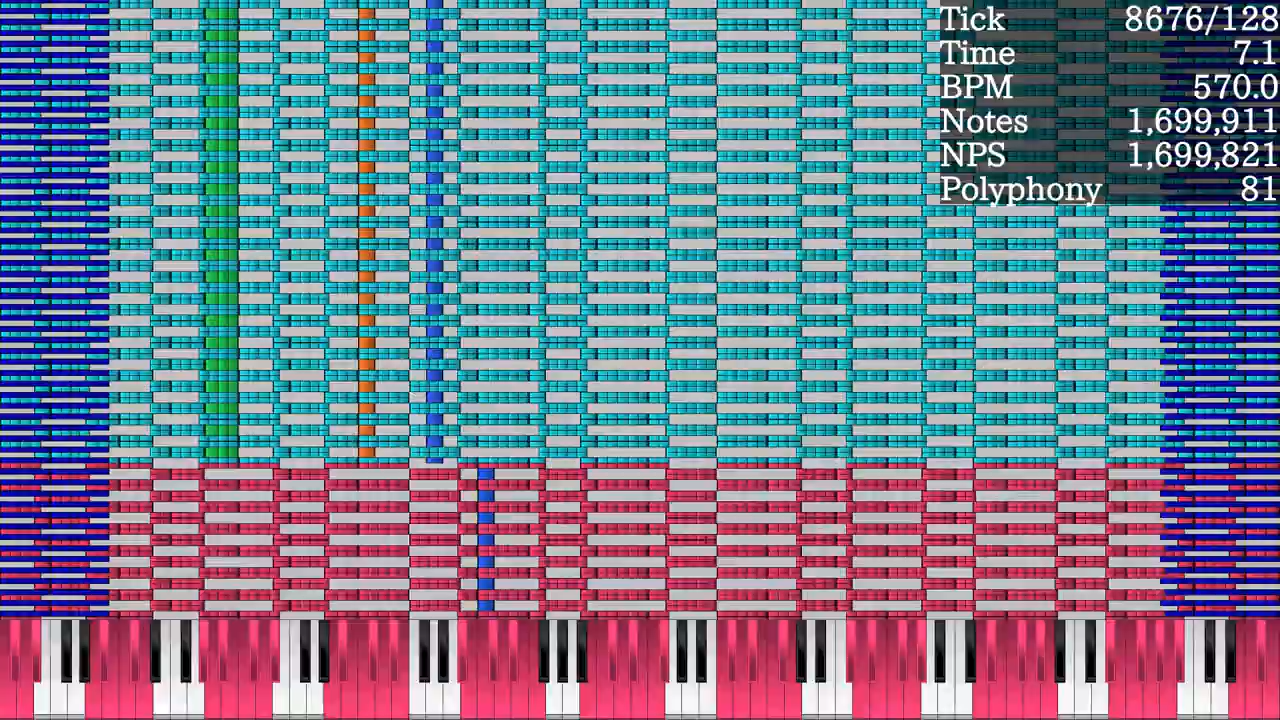 Tick 8676/128
Time 7.1
BPM 570.0
Notes 1,699,911
NPS 1,699,821
Polyphony 81